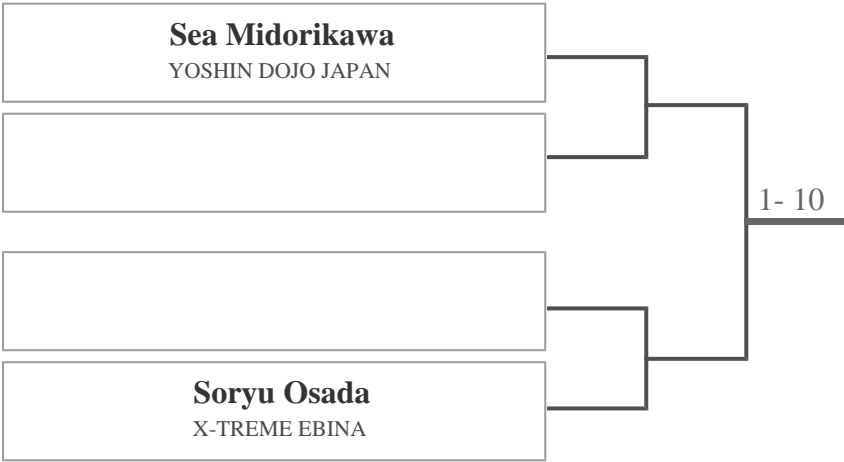 Sea Midorikawa
YOSHIN DOJO JAPAN
1- 10
Soryu Osada
X-TREME EBINA